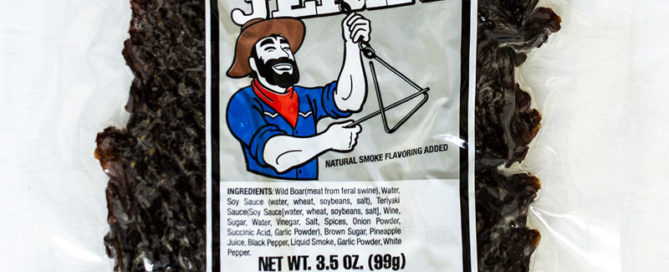 JERKY
NATURAL SMOKE FLAVORING ADDED
INGREDIENTS: Wild Boar(meat from feral swine), Water,
Soy Sauce (water, wheat, soybeans, salt), Teriyaki
Sauce(Soy Sauce[water, wheat, soybeans, salt], Wine,
Sugar, Water, Vinegar, Salt, Spices, Onion Powder,
Succinic Acid, Garlic Powder), Brown Sugar, Pineapple
Juice, Black Pepper, Liquid Smoke, Garlic Powder, White
Pepper.
NET WT. 3.5 OZ. (99g)